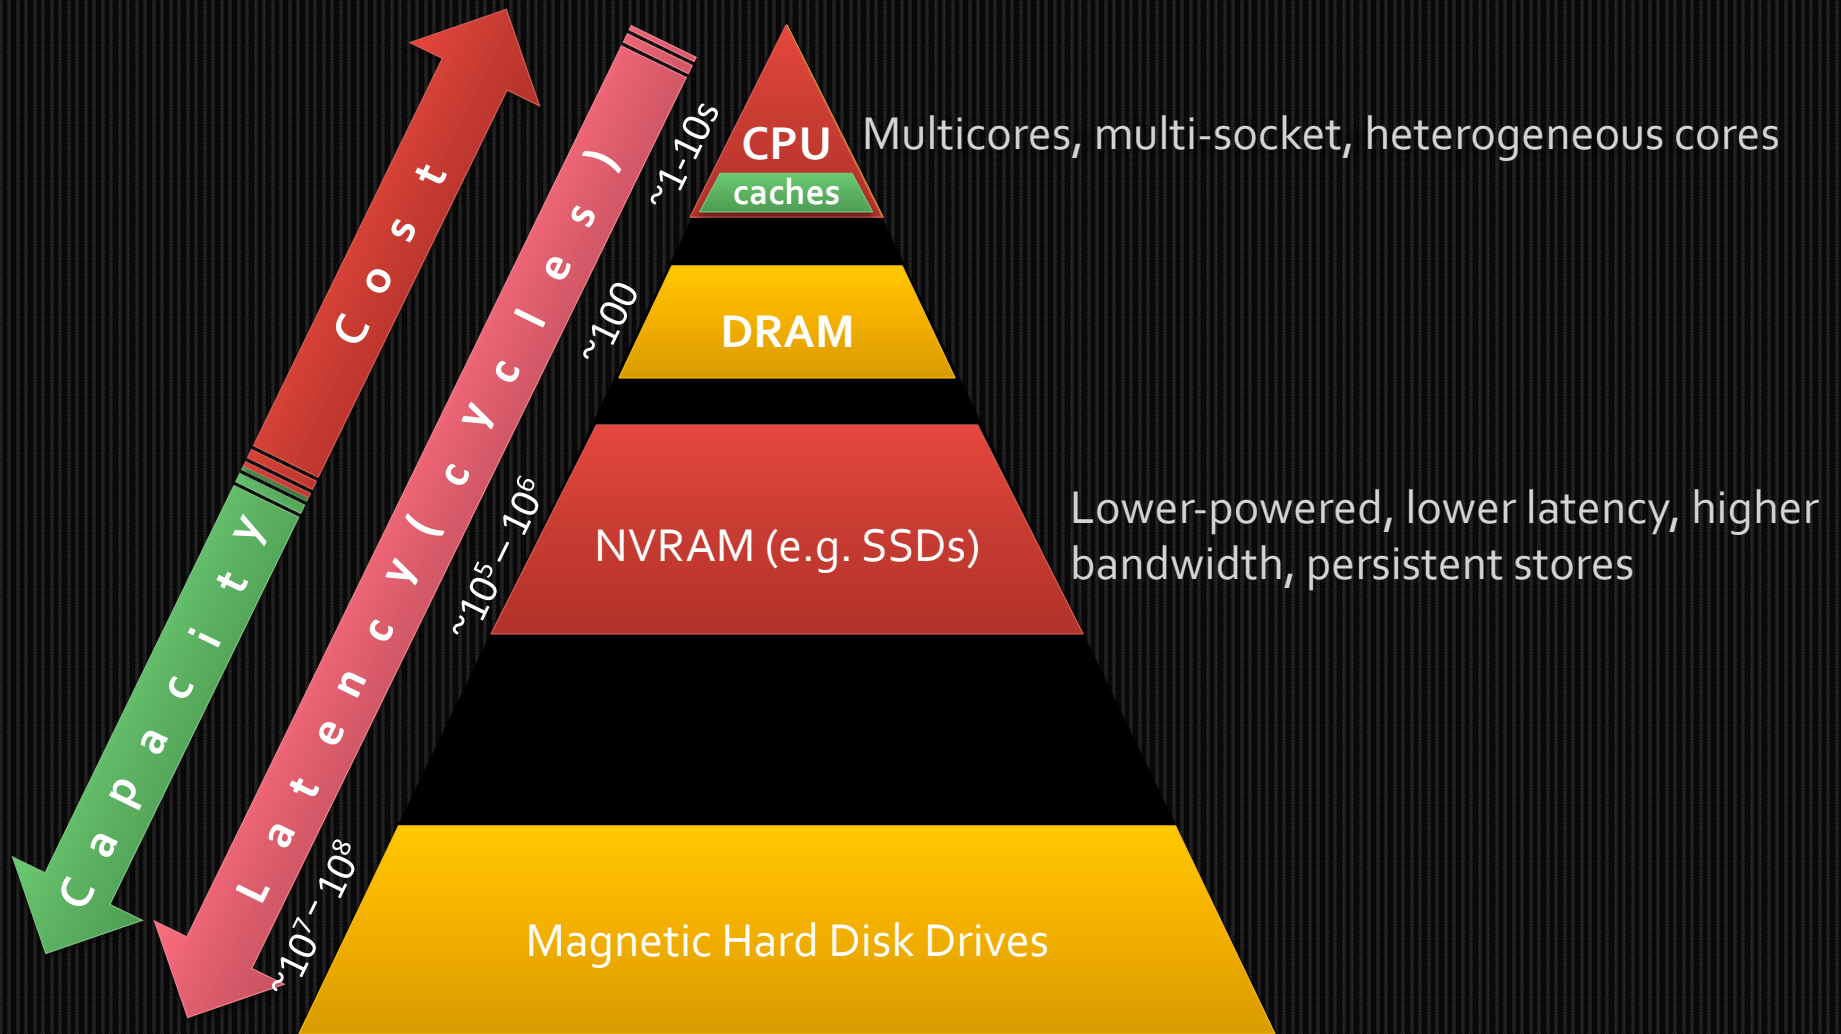 Cost
Capacity
Latency (cycles)
~1-10s
~100
~10⁵ – 10⁶
~10⁷ – 10⁸
CPU
caches
DRAM
NVRAM (e.g. SSDs)
Magnetic Hard Disk Drives
Multicores, multi-socket, heterogeneous cores
Lower-powered, lower latency, higher
bandwidth, persistent stores